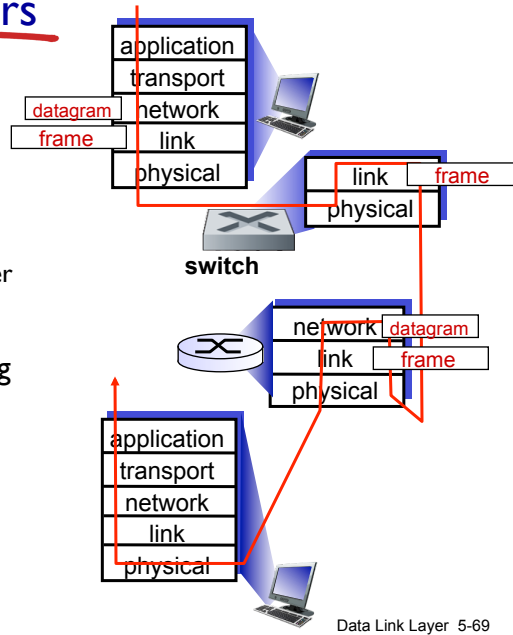 rs
application
transport
datagram network
frame link
physical
link frame
physical
switch
er
network datagram
link frame
g
physical
application
transport
network
link
physical
Data Link Layer 5-69